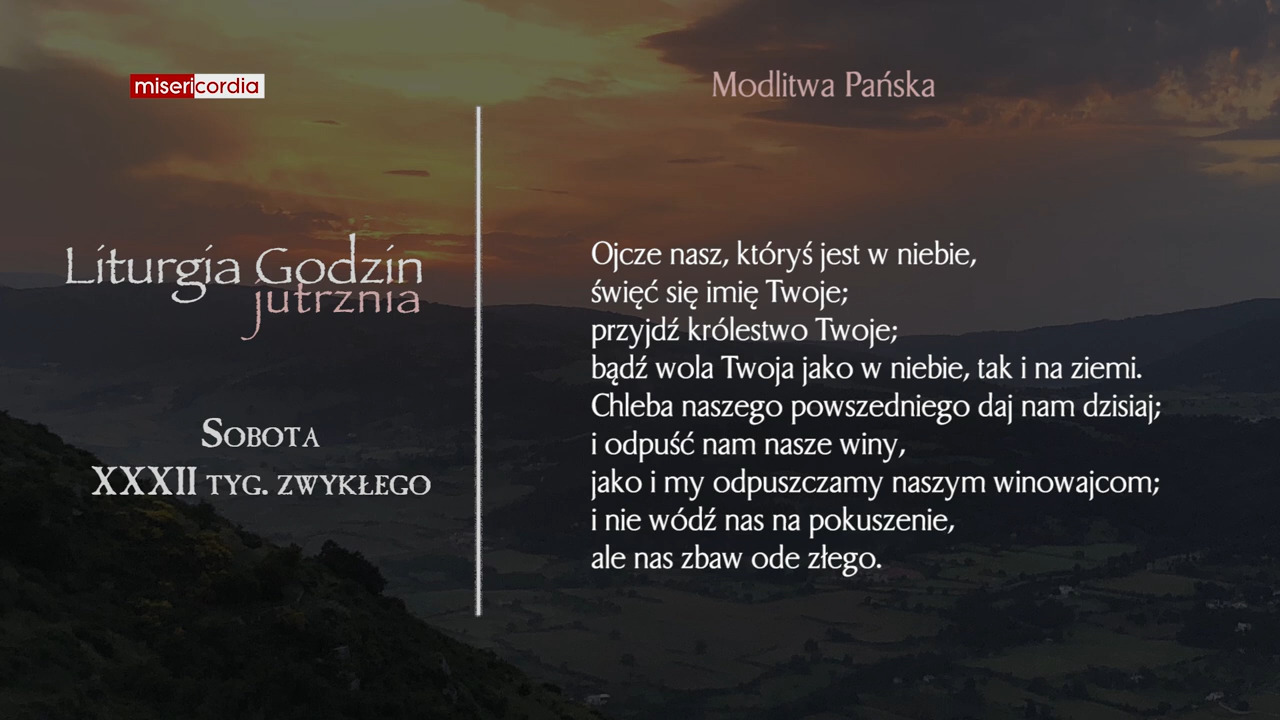 misericordia
Liturgia Godzin
jutrznia
Sobota
XXXII tyg. zwykłego
Modlitwa Pańska
Ojcze nasz, któryś jest w niebie,
święć się imię Twoje;
przyjdź królestwo Twoje;
bądź wola Twoja jako w niebie, tak i na ziemi.
Chleba naszego powszedniego daj nam dzisiaj;
i odpuść nam nasze winy,
jako i my odpuszczamy naszym winowajcom;
i nie wódź nas na pokuszenie,
ale nas zbaw ode złego.